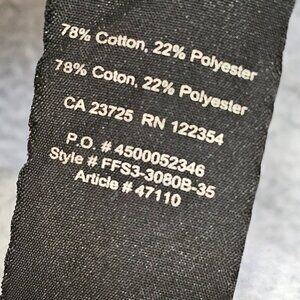 78% Cotton, 22% Polyester
78% Coton, 22% Polyester
CA 23725 RN 122354
P.O. # 4500052346
Style # FFS3-3080B-35
Article # 47110